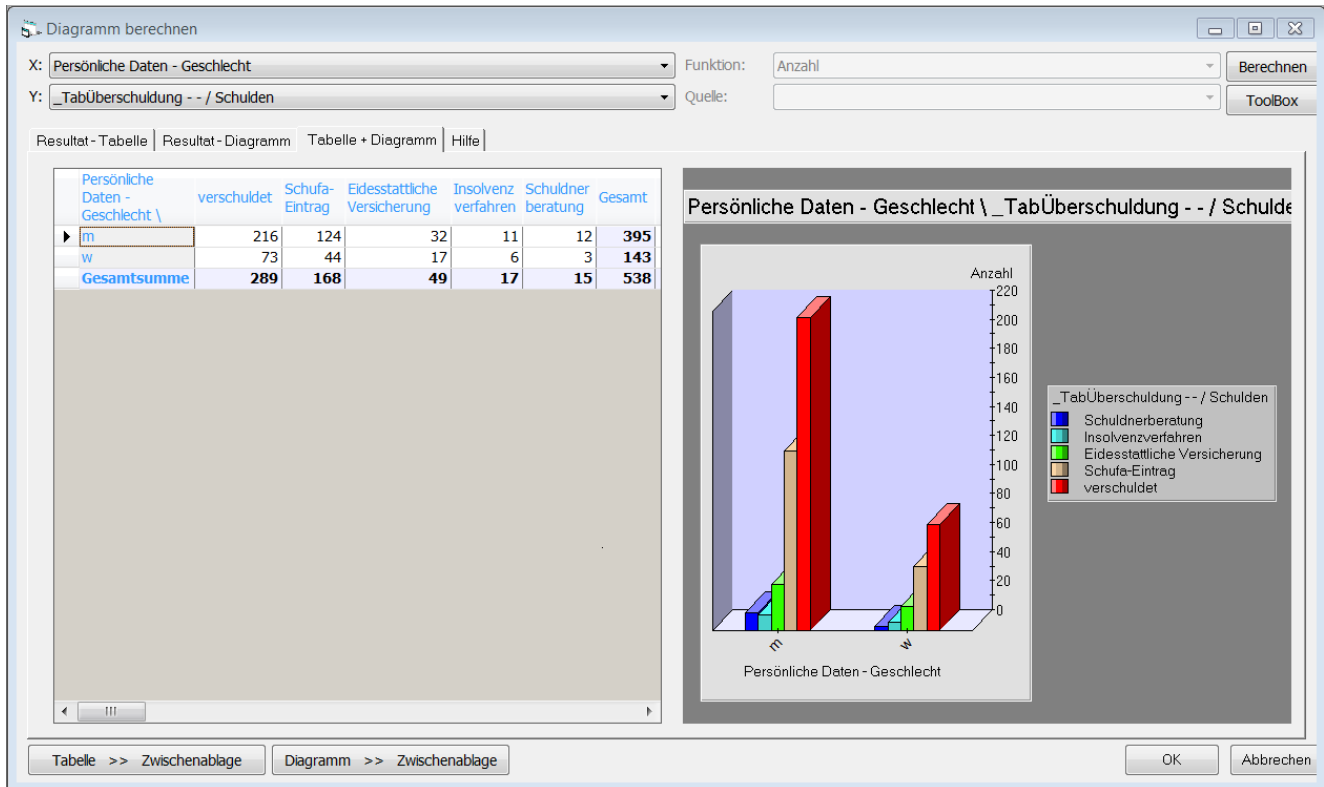 Diagramm berechnen
X: Persönliche Daten - Geschlecht Funktion: Anzahl Berechnen
Y: _TabÜberschuldung - - / Schulden Quelle: ToolBox
Resultat - Tabelle Resultat - Diagramm Tabelle + Diagramm Hilfe
Persönliche
Daten -
Geschlecht \
verschuldet
Schufa-
Eintrag
Eidesstattliche
Versicherung
Insolvenz
verfahren
Schuldner
beratung
Gesamt
m 216 124 32 11 12 395
w 73 44 17 6 3 143
Gesamtsumme 289 168 49 17 15 538
Persönliche Daten - Geschlecht \ _TabÜberschuldung - - / Schulde
Anzahl
220
200
180
160
140
120
100
80
60
40
20
0
m w
Persönliche Daten - Geschlecht
_TabÜberschuldung - - / Schulden
Schuldnerberatung
Insolvenzverfahren
Eidesstattliche Versicherung
Schufa-Eintrag
verschuldet
Tabelle >> Zwischenablage Diagramm >> Zwischenablage OK Abbrechen